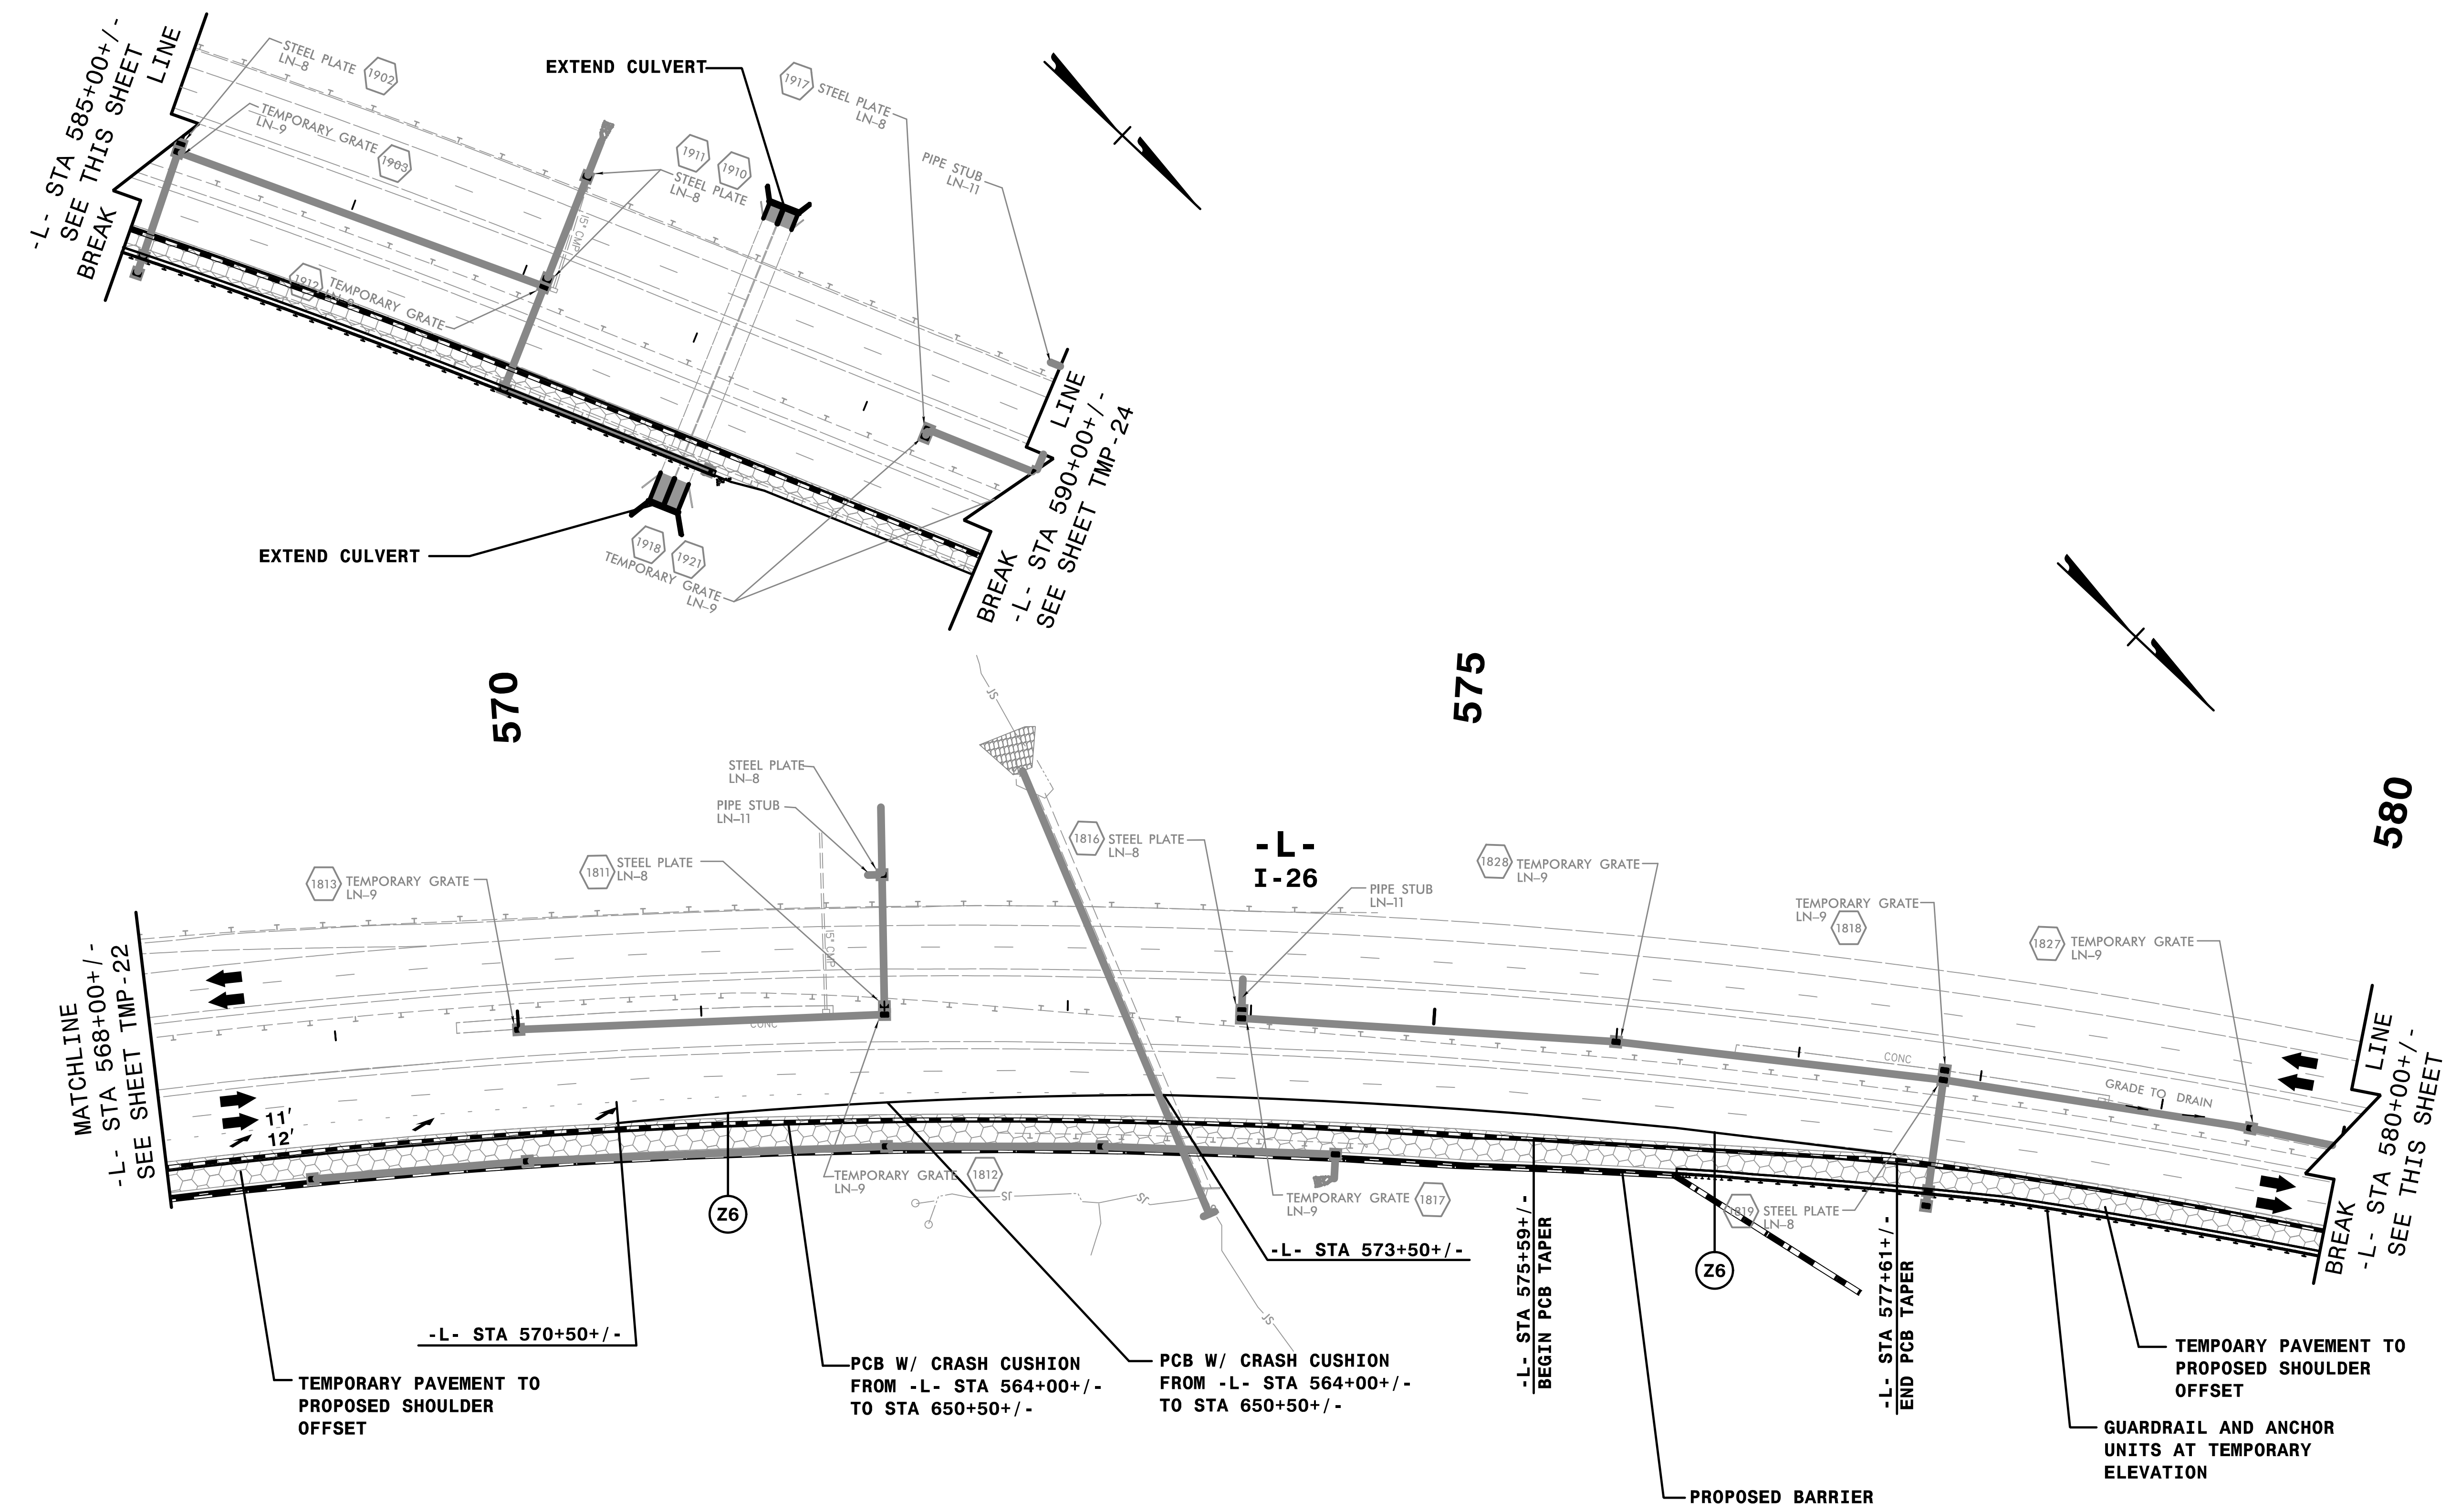 -L- STA 585+00+/-
SEE THIS SHEET
BREAK LINE
STEEL PLATE
LN-8
1902
TEMPORARY GRATE
LN-9
1903
EXTEND CULVERT
1911
1910
STEEL PLATE
LN-8
15" CMP
1917
STEEL PLATE
LN-8
PIPE STUB
LN-11
1912
TEMPORARY GRATE
LN-9
EXTEND CULVERT
1918
1921
TEMPORARY GRATE
LN-9
BREAK LINE
-L- STA 590+00+/-
SEE SHEET TMP-24
570
575
580
JS
STEEL PLATE
LN-8
PIPE STUB
LN-11
1813
TEMPORARY GRATE
LN-9
1811
STEEL PLATE
LN-8
15" CMP
CONC
1816
STEEL PLATE
LN-8
-L-
I-26
PIPE STUB
LN-11
1828
TEMPORARY GRATE
LN-9
TEMPORARY GRATE
LN-9
1818
1827
TEMPORARY GRATE
LN-9
CONC
GRADE TO DRAIN
MATCHLINE
-L- STA 568+00+/-
SEE SHEET TMP-22
11'
12'
TEMPORARY GRATE
LN-9
1812
JS
JS
JS
TEMPORARY GRATE
LN-9
1817
1819
STEEL PLATE
LN-8
Z6
Z6
-L- STA 570+50+/-
-L- STA 573+50+/-
-L- STA 575+59+/-
BEGIN PCB TAPER
-L- STA 577+61+/-
END PCB TAPER
BREAK LINE
-L- STA 580+00+/-
SEE THIS SHEET
TEMPORARY PAVEMENT TO
PROPOSED SHOULDER
OFFSET
PCB W/ CRASH CUSHION
FROM -L- STA 564+00+/-
TO STA 650+50+/-
PCB W/ CRASH CUSHION
FROM -L- STA 564+00+/-
TO STA 650+50+/-
TEMPOARY PAVEMENT TO
PROPOSED SHOULDER
OFFSET
GUARDRAIL AND ANCHOR
UNITS AT TEMPORARY
ELEVATION
PROPOSED BARRIER